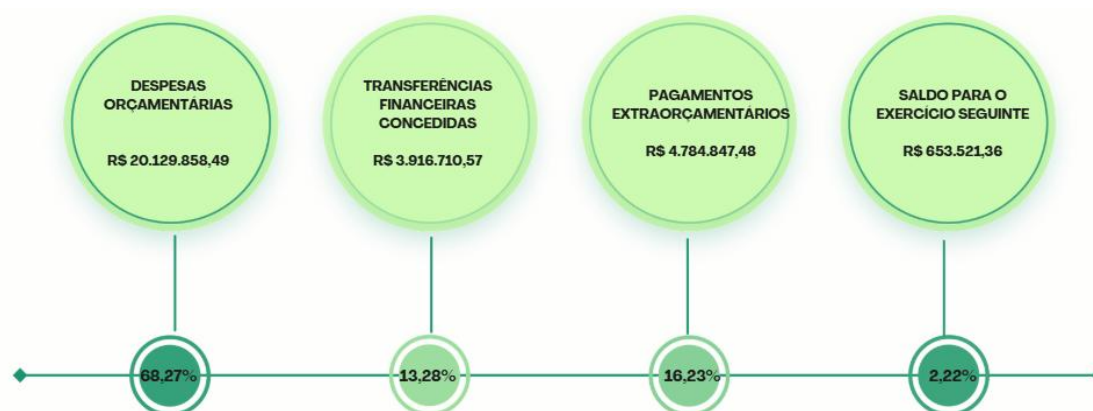 DESPESAS
ORÇAMENTÁRIAS
R$ 20.129.858,49
TRANSFERÊNCIAS
FINANCEIRAS
CONCEDIDAS
R$ 3.916.710,57
PAGAMENTOS
EXTRAORÇAMENTÁRIOS
R$ 4.784.847,48
SALDO PARA O
EXERCÍCIO SEGUINTE
R$ 653.521,36
68,27%
13,28%
16,23%
2,22%